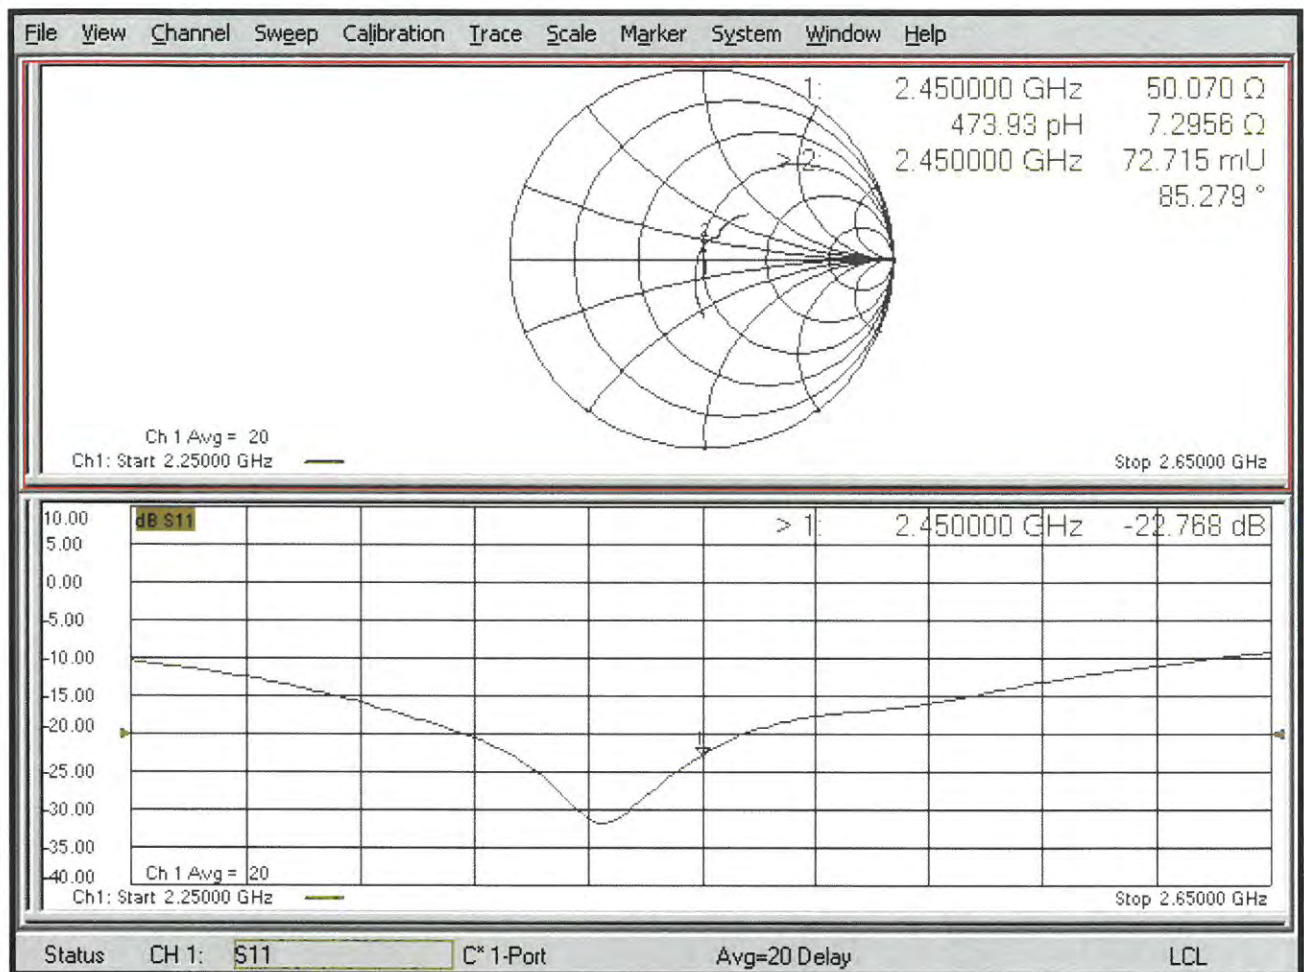 File View Channel Sweep Calibration Trace Scale Marker System Window Help
1: 2.450000 GHz 50.070 Ω
473.93 pH 7.2956 Ω
> 2: 2.450000 GHz 72.715 mU
85.279 °
Ch 1 Avg = 20
Ch1: Start 2.25000 GHz
Stop 2.65000 GHz
10.00
dB S11
> 1: 2.450000 GHz -22.768 dB
5.00
0.00
-5.00
-10.00
-15.00
-20.00
-25.00
-30.00
-35.00
-40.00
Ch 1 Avg = 20
Ch1: Start 2.25000 GHz
Stop 2.65000 GHz
Status CH 1: S11 C* 1-Port Avg=20 Delay LCL